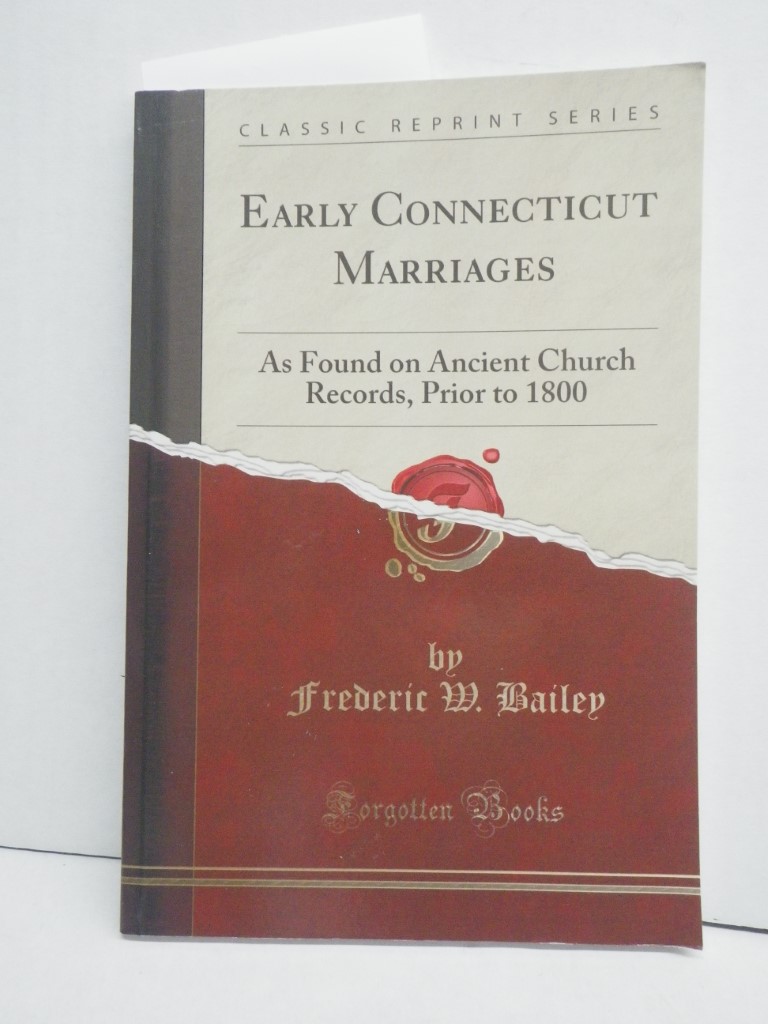 CLASSIC REPRINT SERIES
EARLY CONNECTICUT
MARRIAGES
As Found on Ancient Church
Records, Prior to 1800
F
by
Frederic W. Bailey
Forgotten Books